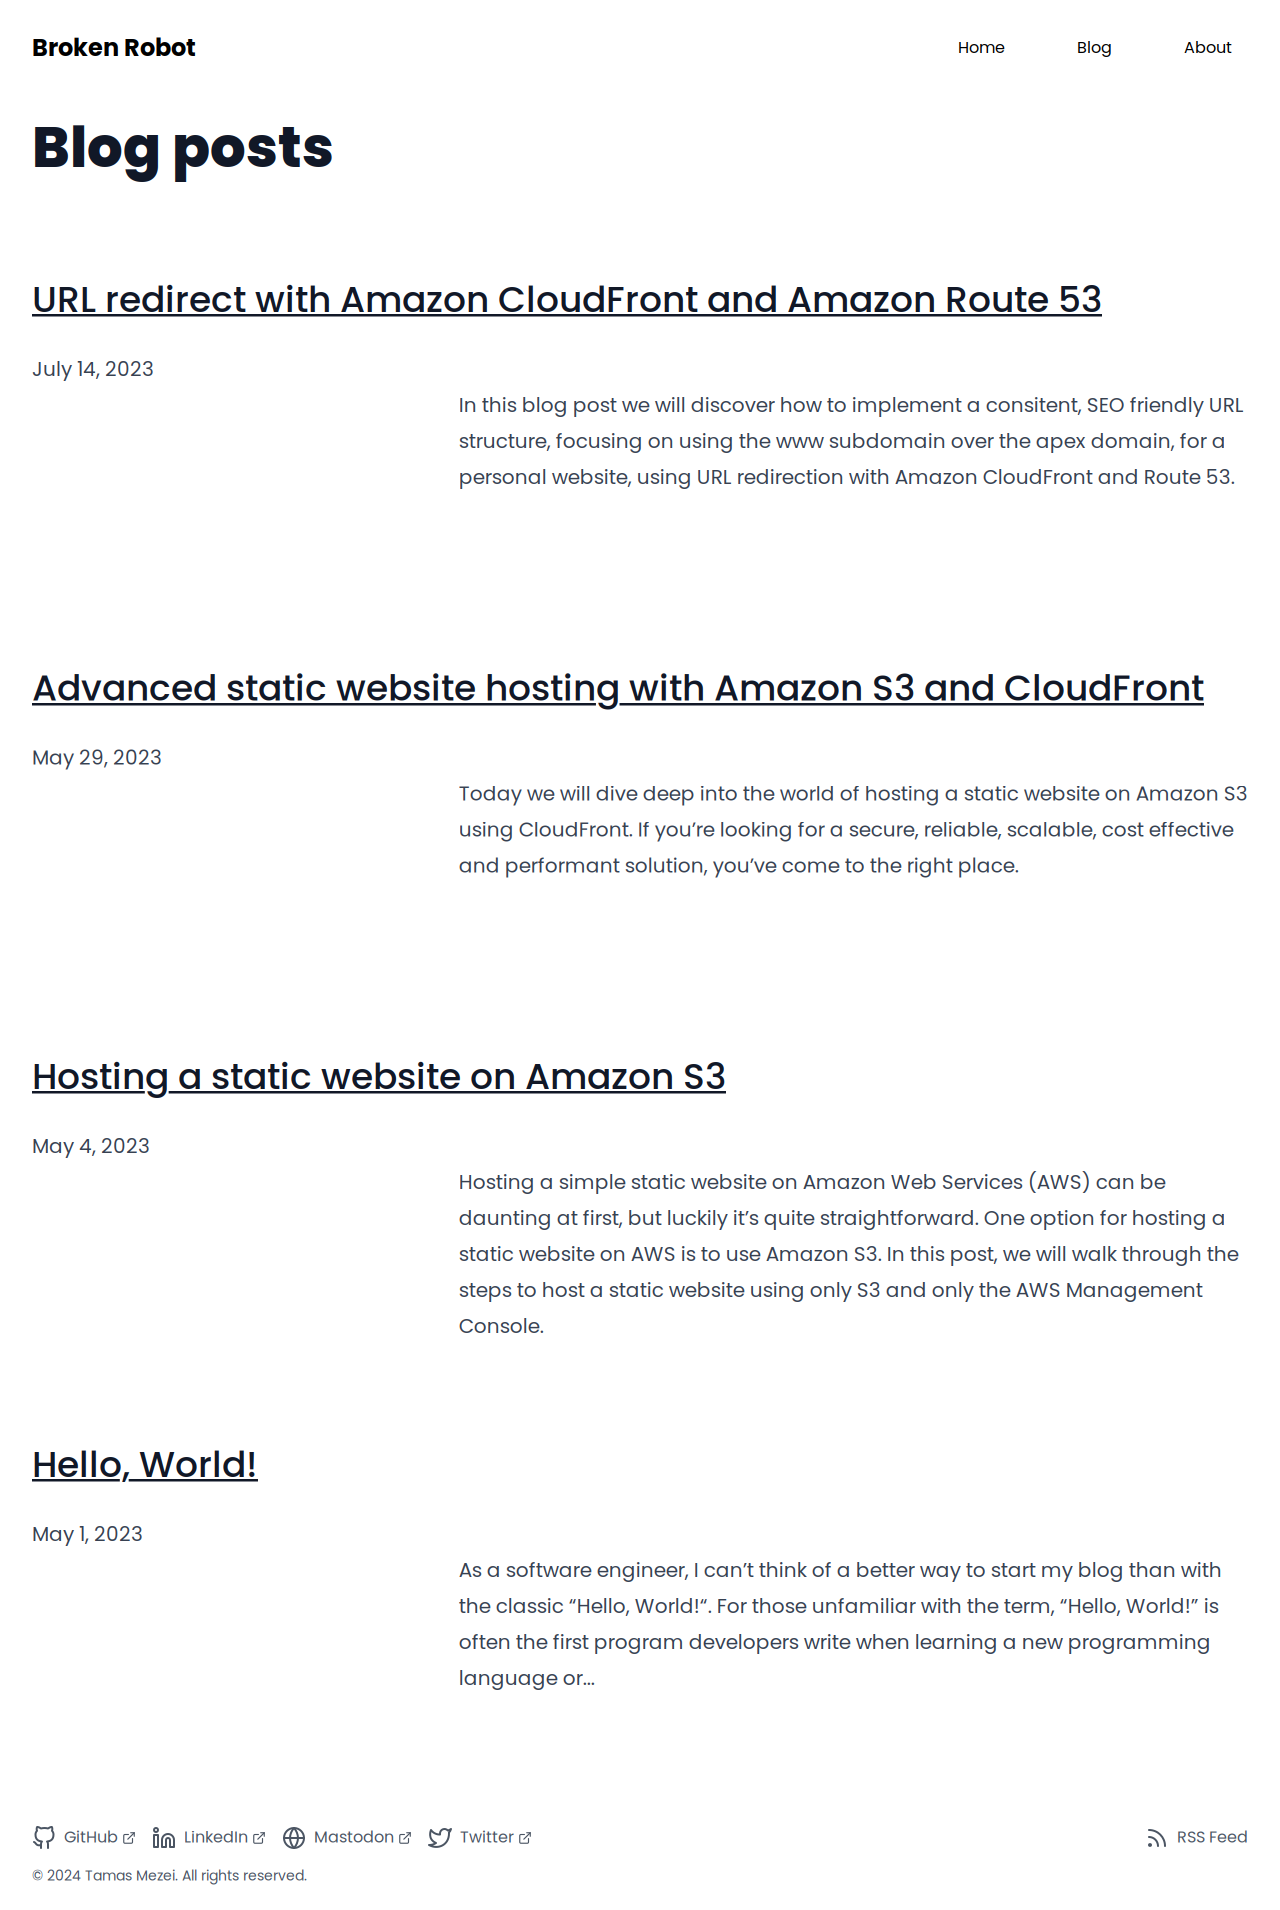 Broken Robot
Home
Blog
About
Blog posts
URL redirect with Amazon CloudFront and Amazon Route 53
July 14, 2023
In this blog post we will discover how to implement a consitent, SEO friendly URL
structure, focusing on using the www subdomain over the apex domain, for a
personal website, using URL redirection with Amazon CloudFront and Route 53.
Advanced static website hosting with Amazon S3 and CloudFront
May 29, 2023
Today we will dive deep into the world of hosting a static website on Amazon S3
using CloudFront. If you’re looking for a secure, reliable, scalable, cost effective
and performant solution, you’ve come to the right place.
Hosting a static website on Amazon S3
May 4, 2023
Hosting a simple static website on Amazon Web Services (AWS) can be
daunting at first, but luckily it’s quite straightforward. One option for hosting a
static website on AWS is to use Amazon S3. In this post, we will walk through the
steps to host a static website using only S3 and only the AWS Management
Console.
Hello, World!
May 1, 2023
As a software engineer, I can’t think of a better way to start my blog than with
the classic “Hello, World!“. For those unfamiliar with the term, “Hello, World!” is
often the first program developers write when learning a new programming
language or...
GitHub
LinkedIn
Mastodon
Twitter
RSS Feed
© 2024 Tamas Mezei. All rights reserved.